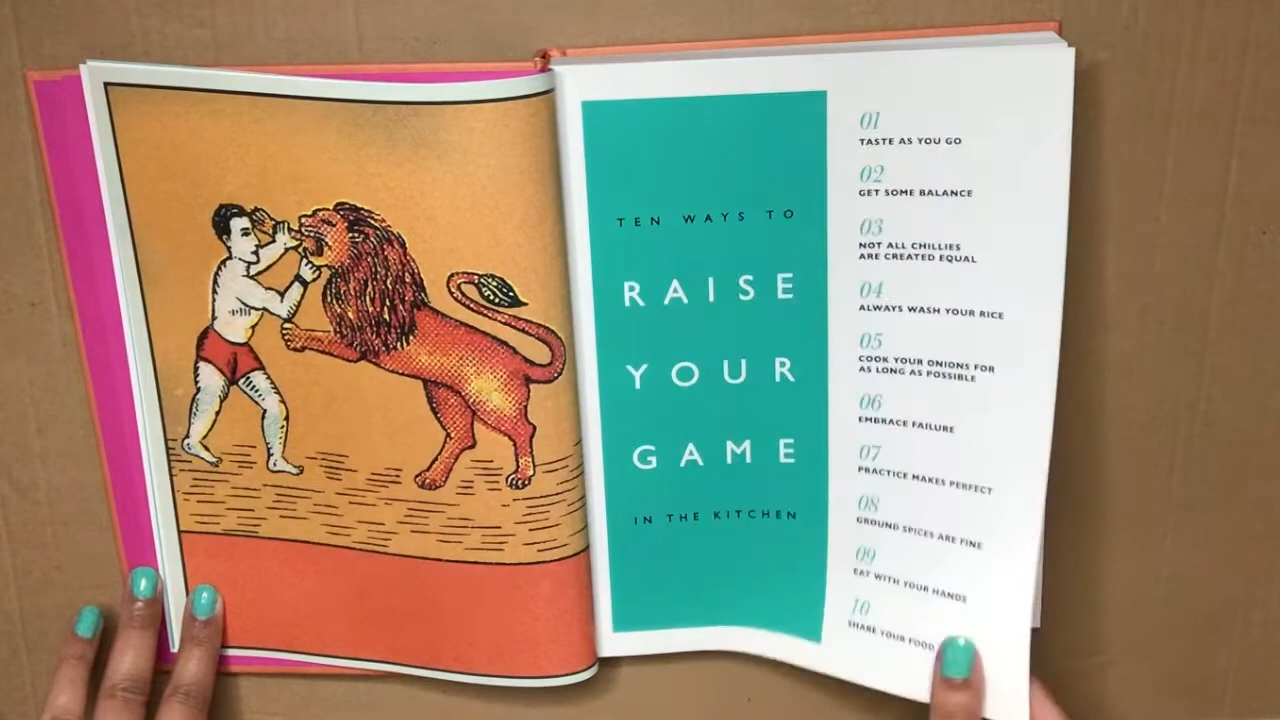 TEN WAYS TO
RAISE
YOUR
GAME
IN THE KITCHEN
01
TASTE AS YOU GO
02
GET SOME BALANCE
03
NOT ALL CHILLIES
ARE CREATED EQUAL
04
ALWAYS WASH YOUR RICE
05
COOK YOUR ONIONS FOR
AS LONG AS POSSIBLE
06
EMBRACE FAILURE
07
PRACTICE MAKES PERFECT
08
GROUND SPICES ARE FINE
09
EAT WITH YOUR HANDS
10
SHARE YOUR FOOD